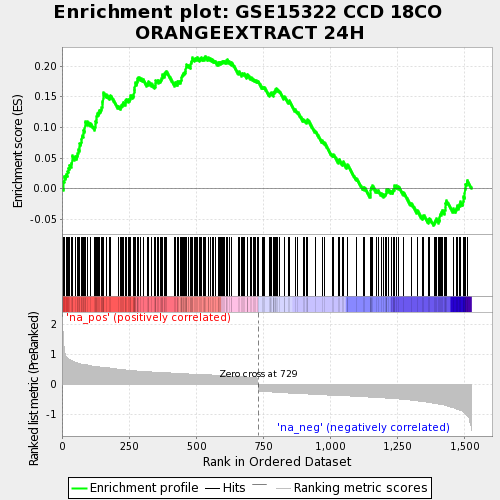 Enrichment plot: GSE15322 CCD 18CO
ORANGEEXTRACT 24H
Enrichment score (ES)
0.20
0.15
0.10
0.05
0.00
-0.05
'na_pos' (positively correlated)
Ranked list metric (PreRanked)
2
1
0
-1
Zero cross at 729
'na_neg' (negatively correlated)
0
250
500
750
1,000
1,250
1,500
Rank in Ordered Dataset
Enrichment profile
Hits
Ranking metric scores